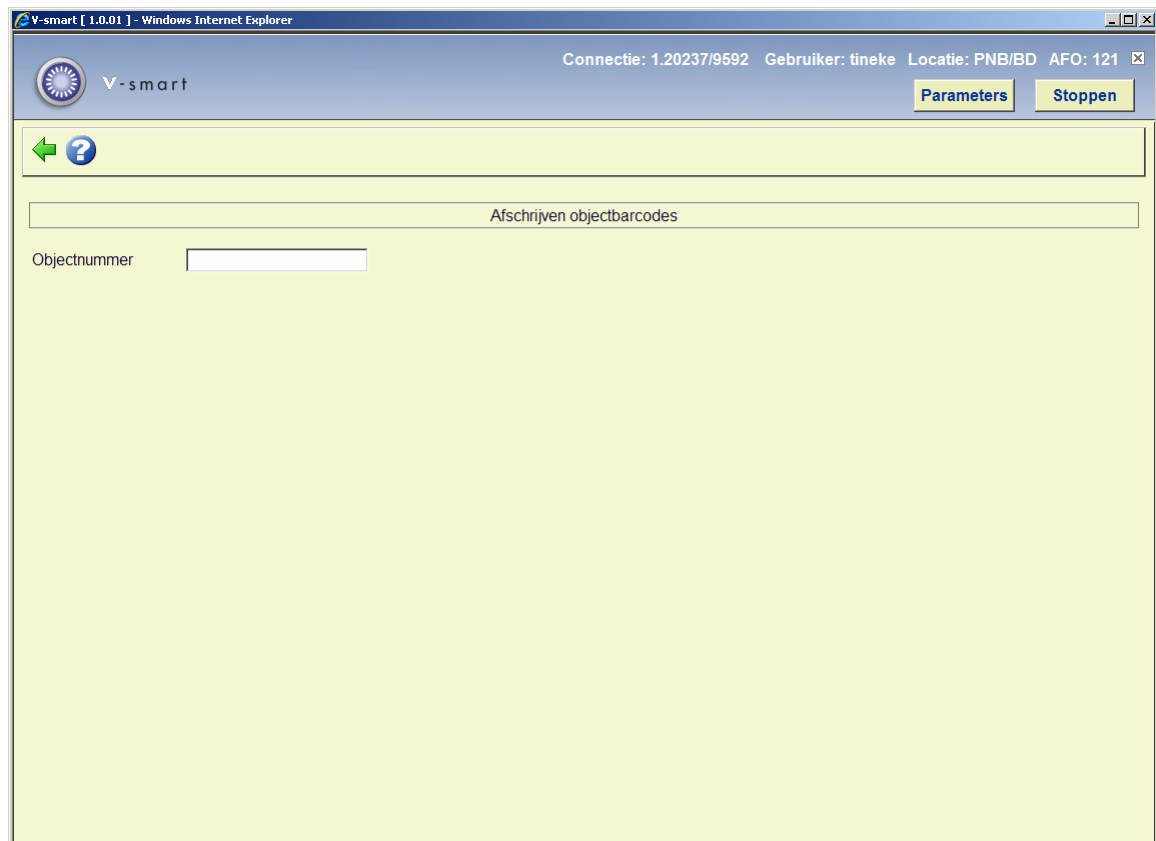 V-smart [ 1.0.01 ] - Windows Internet Explorer
Connectie: 1.20237/9592 Gebruiker: tineke Locatie: PNB/BD AFO: 121
V-smart
Parameters Stoppen
Afschrijven objectbarcodes
Objectnummer